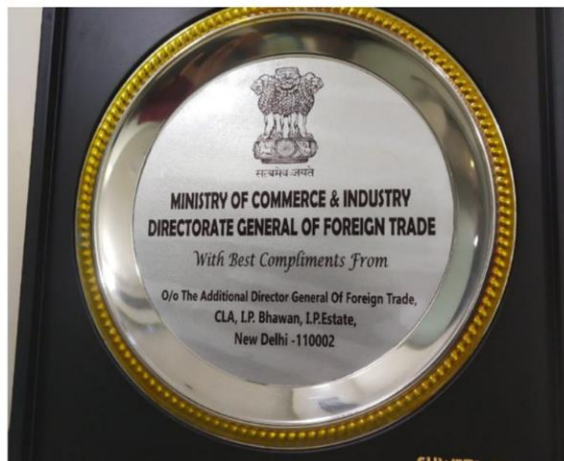 सत्यमेव जयते
MINISTRY OF COMMERCE & INDUSTRY
DIRECTORATE GENERAL OF FOREIGN TRADE
With Best Compliments From
O/o The Additional Director General Of Foreign Trade,
CLA, I.P. Bhawan, I.P.Estate,
New Delhi -110002